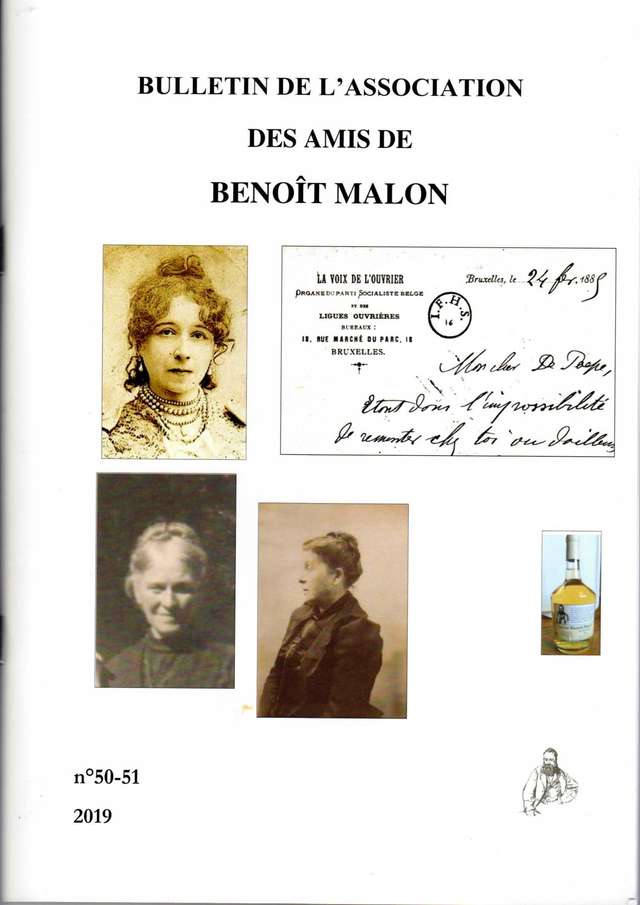 BULLETIN DE L'ASSOCIATION
DES AMIS DE
BENOÎT MALON
LA VOIX DE L'OUVRIER
ORGANE DU PARTI SOCIALISTE BELGE
ET DES
LIGUES OUVRIÈRES
BUREAUX :
18, RUE MARCHÉ DU PARC, 18
BRUXELLES.
I.F.H.S.
16
Bruxelles, le 24 fév. 1885
Mon cher De Paepe,
Etant dans l'impossibilité
de remonter chez toi ou d'ailleurs
n°50-51
2019